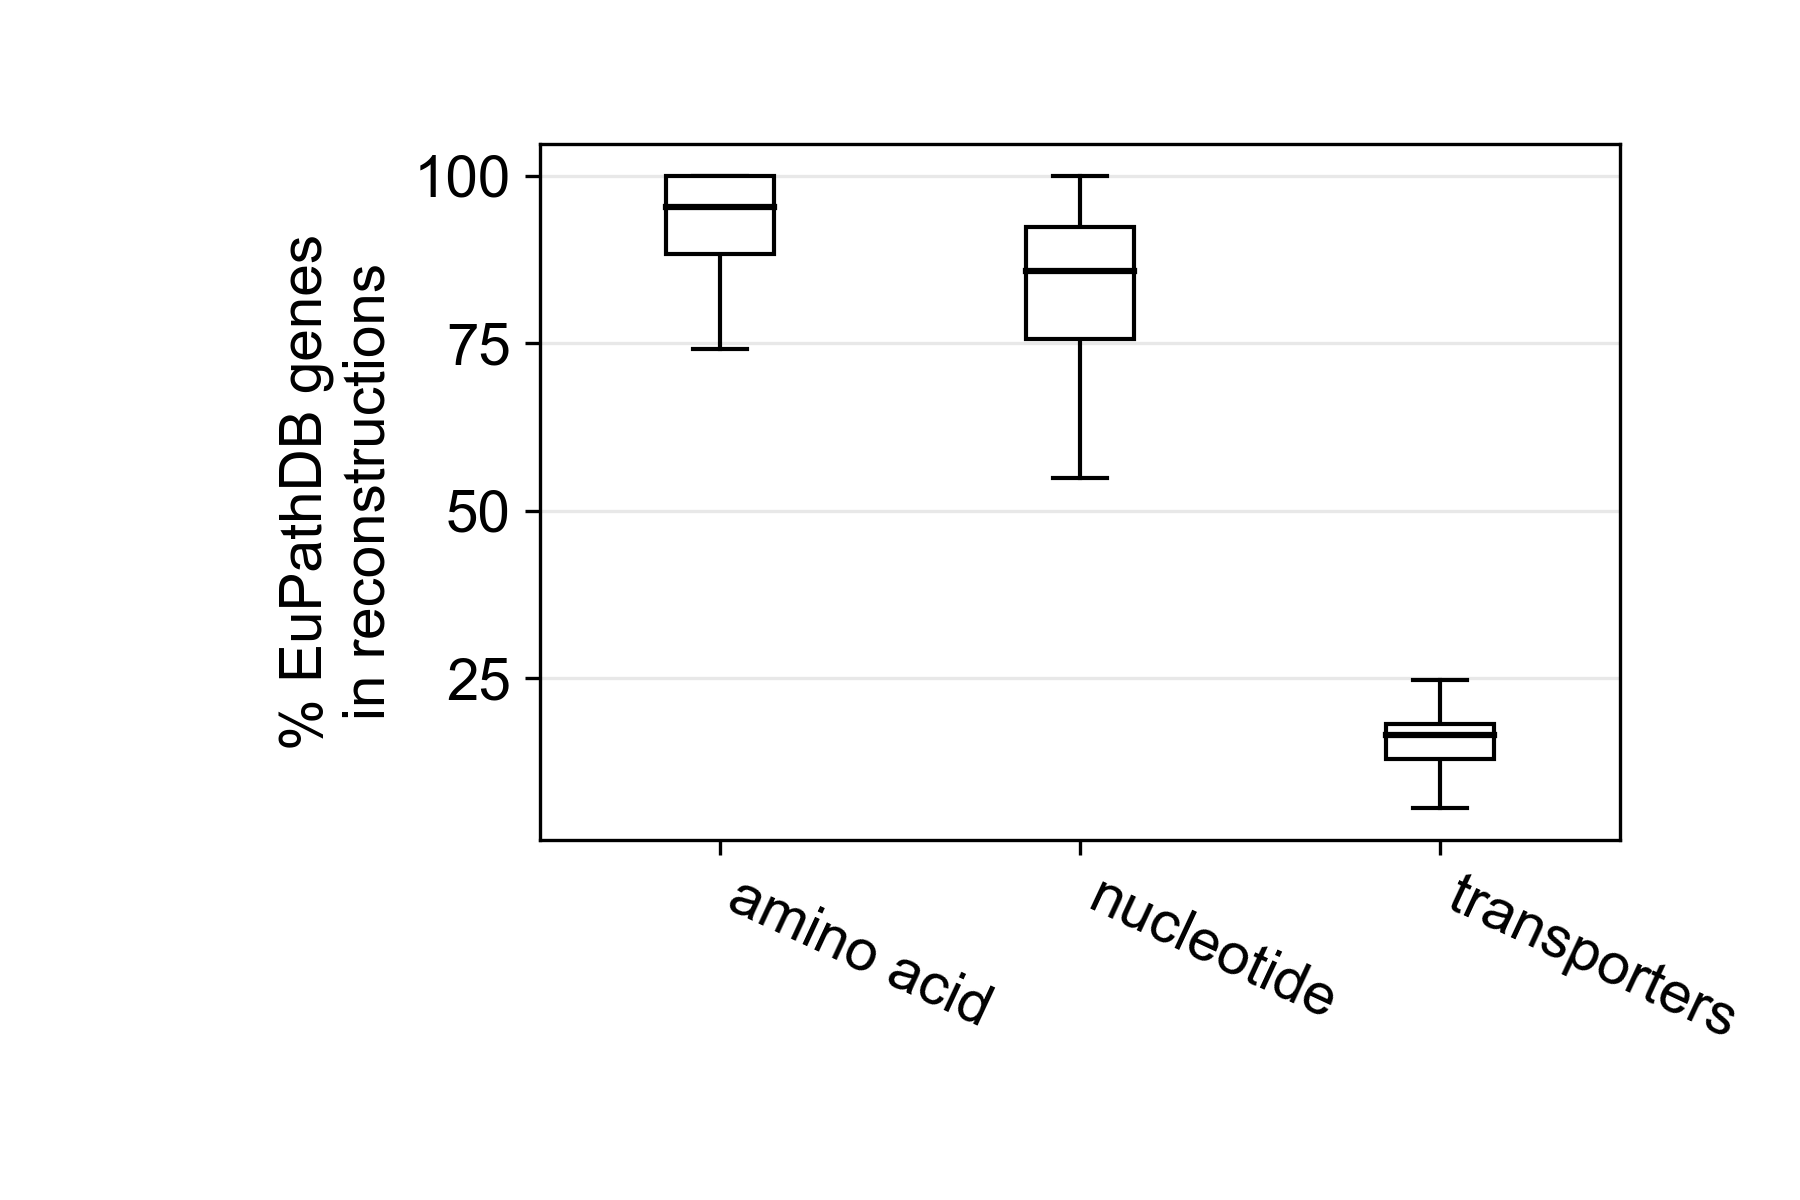 % EuPathDB genes
in reconstructions
100
75
50
25
amino acid
nucleotide
transporters